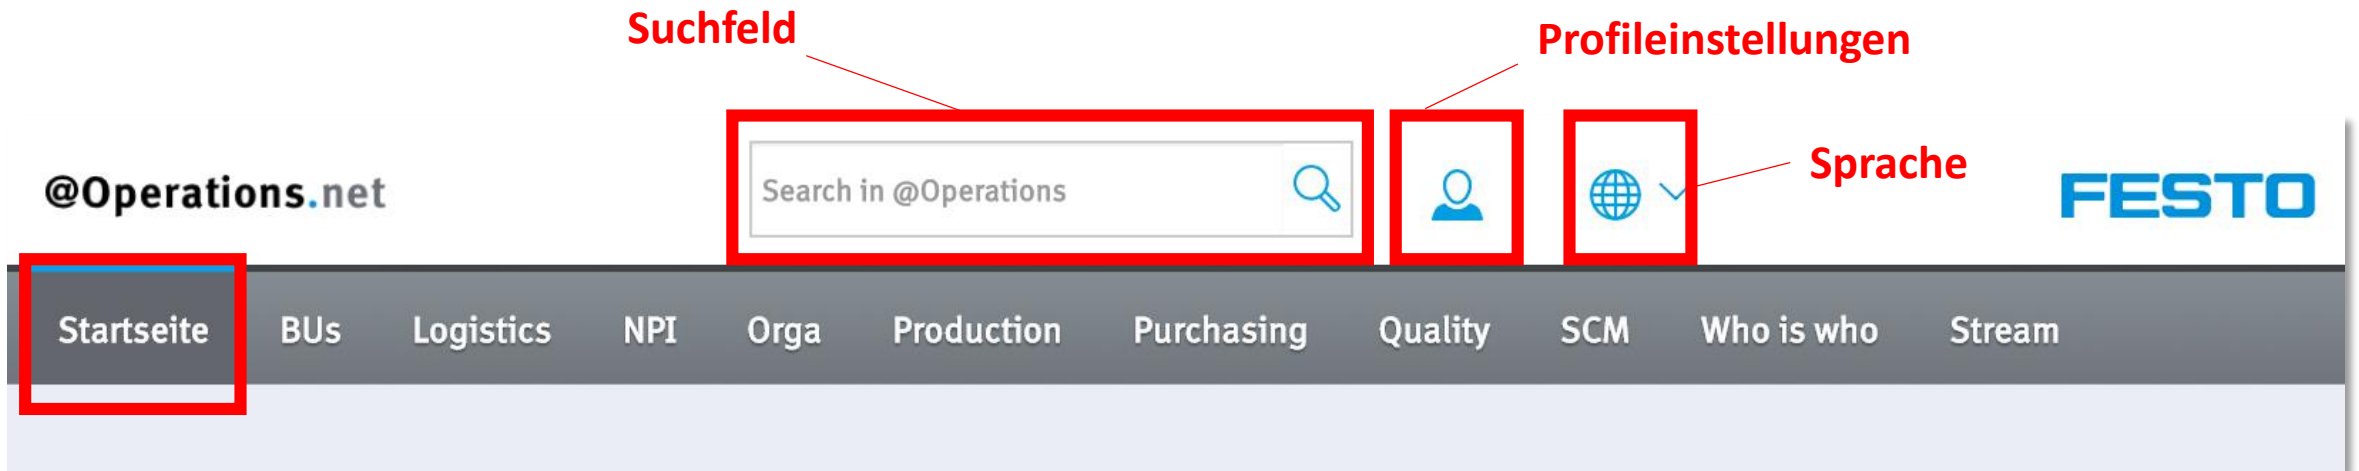 Suchfeld
Profileinstellungen
Sprache
@Operations.net
Search in @Operations
FESTO
Startseite BUs Logistics NPI Orga Production Purchasing Quality SCM Who is who Stream